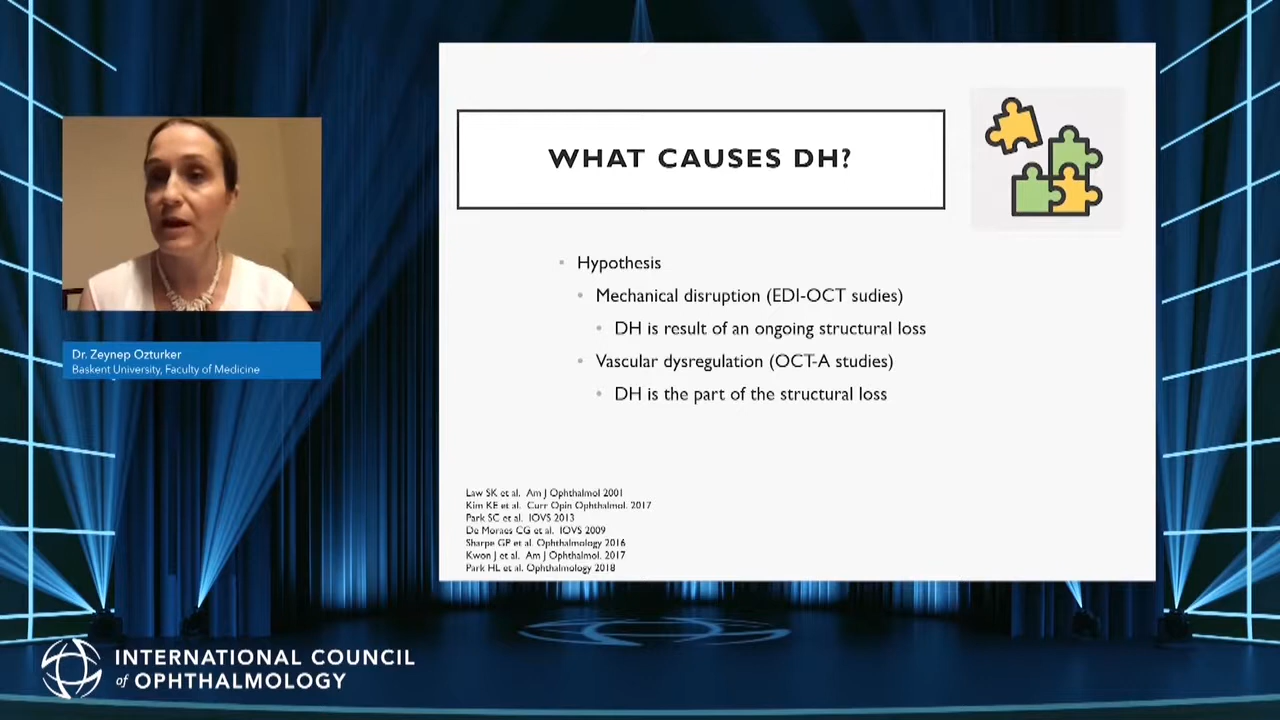 WHAT CAUSES DH?
Hypothesis
Mechanical disruption (EDI-OCT sudies)
DH is result of an ongoing structural loss
Vascular dysregulation (OCT-A studies)
DH is the part of the structural loss
Law SK et al. Am J Ophthalmol 2001
Kim KE et al. Curr Opin Ophthalmol. 2017
Park SC et al. IOVS 2013
De Moraes CG et al. IOVS 2009
Sharpe GP et al. Ophthalmology 2016
Kwon J et al. Am J Ophthalmol. 2017
Park HL et al. Ophthalmology 2018
Dr. Zeynep Ozturker
Baskent University, Faculty of Medicine
INTERNATIONAL COUNCIL
of OPHTHALMOLOGY